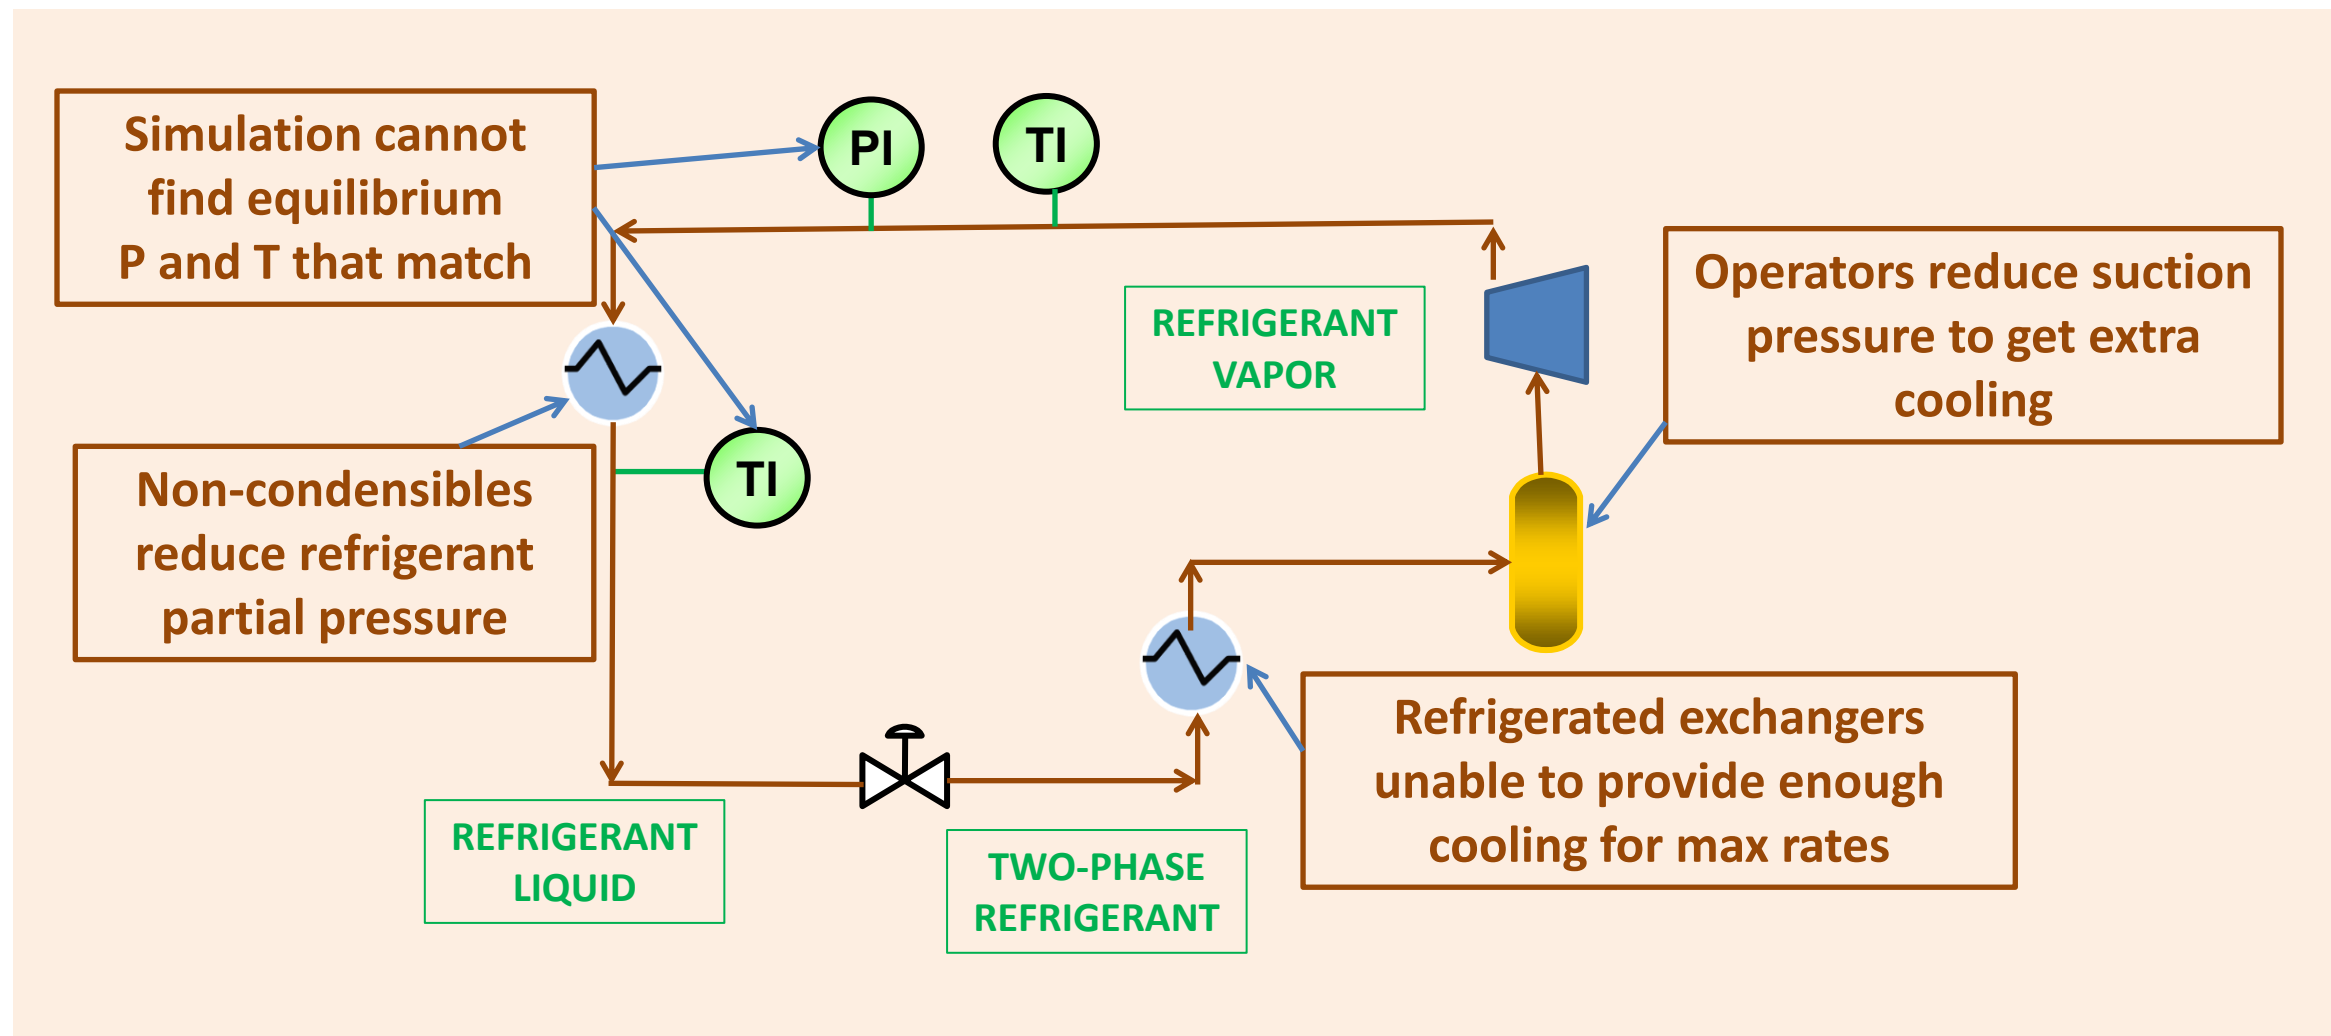 Simulation cannot
find equilibrium
P and T that match
PI
TI
REFRIGERANT
VAPOR
Operators reduce suction
pressure to get extra
cooling
Non-condensibles
reduce refrigerant
partial pressure
TI
REFRIGERANT
LIQUID
TWO-PHASE
REFRIGERANT
Refrigerated exchangers
unable to provide enough
cooling for max rates